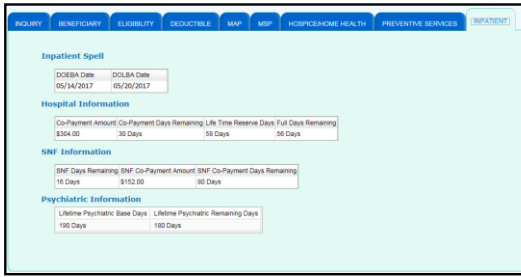 INQUIRY BENEFICIARY ELIGIBILITY DEDUCTIBLE MAP MSP HOSPICE/HOME HEALTH PREVENTIVE SERVICES INPATIENT
Inpatient Spell
DOEBA Date DOLBA Date
05/14/2017 05/20/2017
Hospital Information
Co-Payment Amount Co-Payment Days Remaining Life Time Reserve Days Full Days Remaining
$304.00 30 Days 58 Days 56 Days
SNF Information
SNF Days Remaining SNF Co-Payment Amount SNF Co-Payment Days Remaining
16 Days $152.00 80 Days
Psychiatric Information
Lifetime Psychiatric Base Days Lifetime Psychiatric Remaining Days
190 Days 180 Days